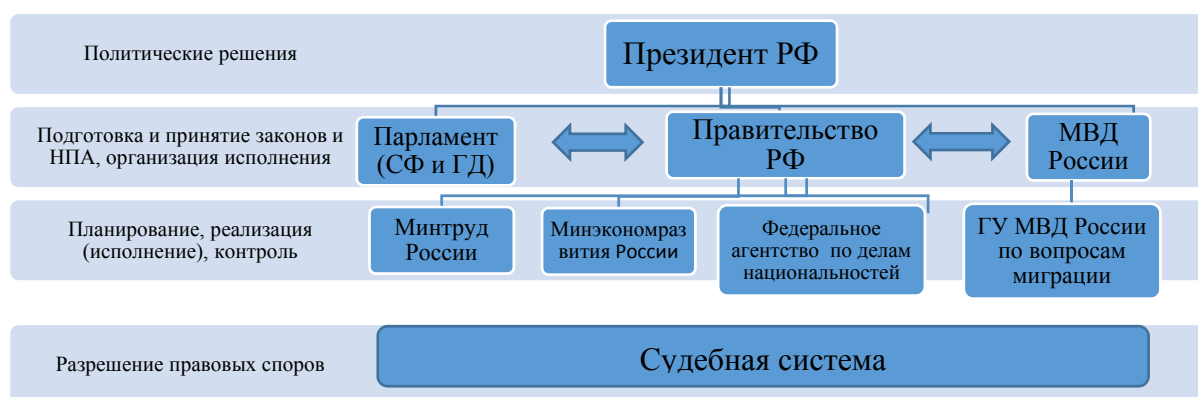 Политические решения
Президент РФ
Подготовка и принятие законов и
НПА, организация исполнения
Парламент
(СФ и ГД)
Правительство
РФ
МВД
России
Планирование, реализация
(исполнение), контроль
Минтруд
России
Минэкономраз
вития России
Федеральное
агентство по делам
национальностей
ГУ МВД России
по вопросам
миграции
Разрешение правовых споров
Судебная система